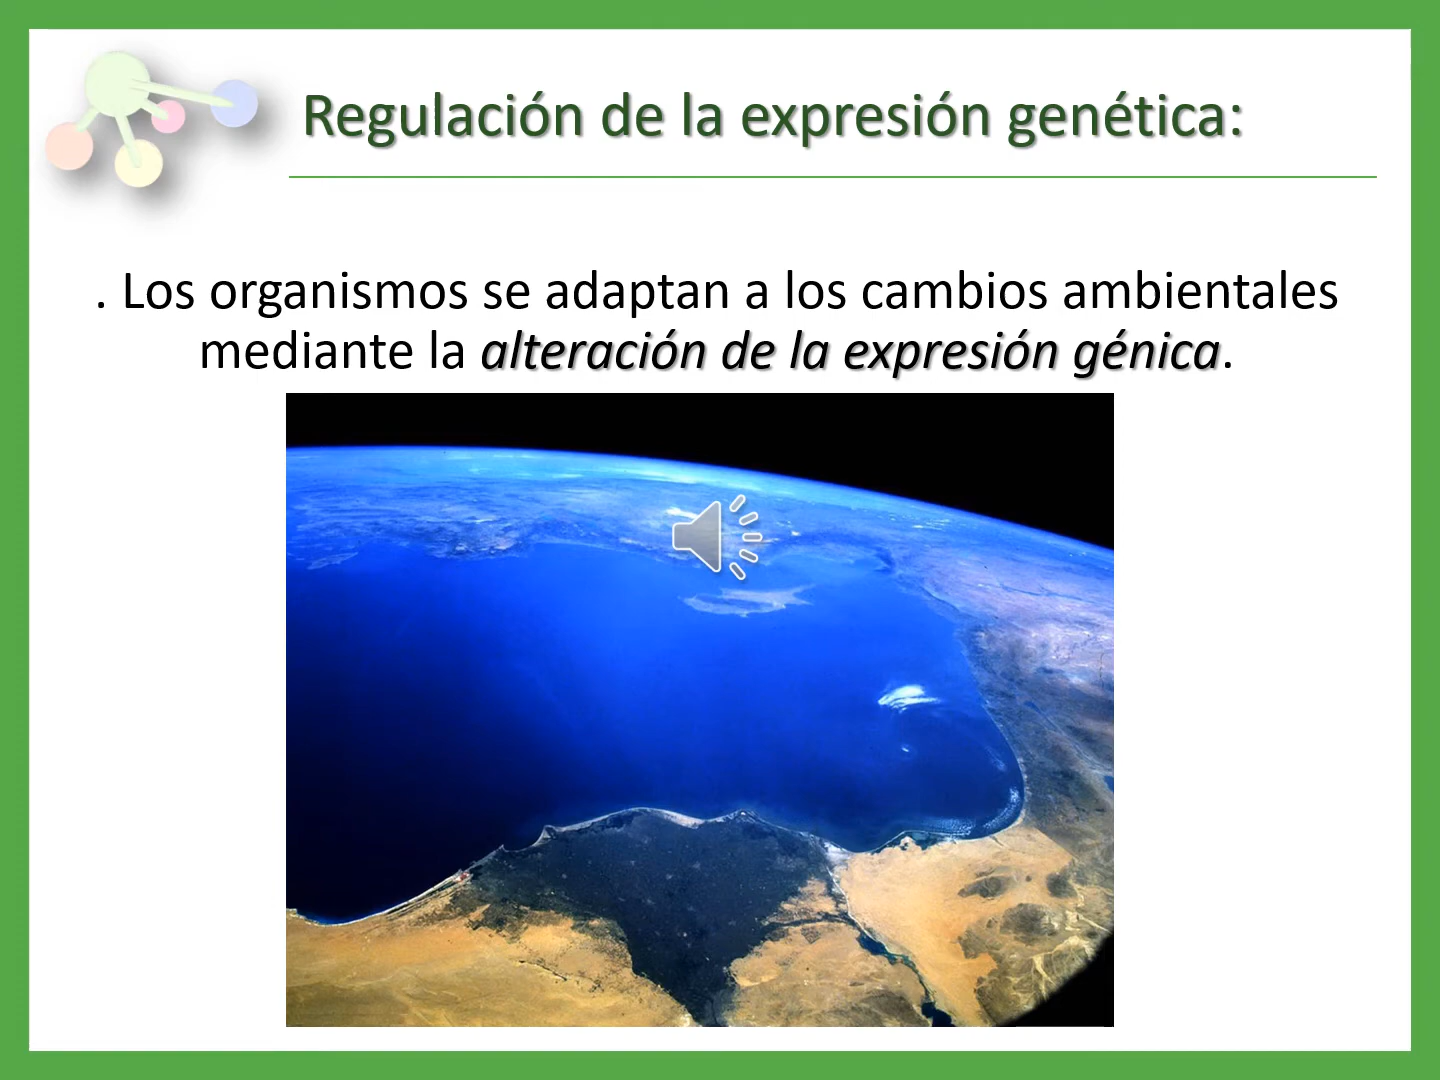 Regulación de la expresión genética:
. Los organismos se adaptan a los cambios ambientales
mediante la alteración de la expresión génica.